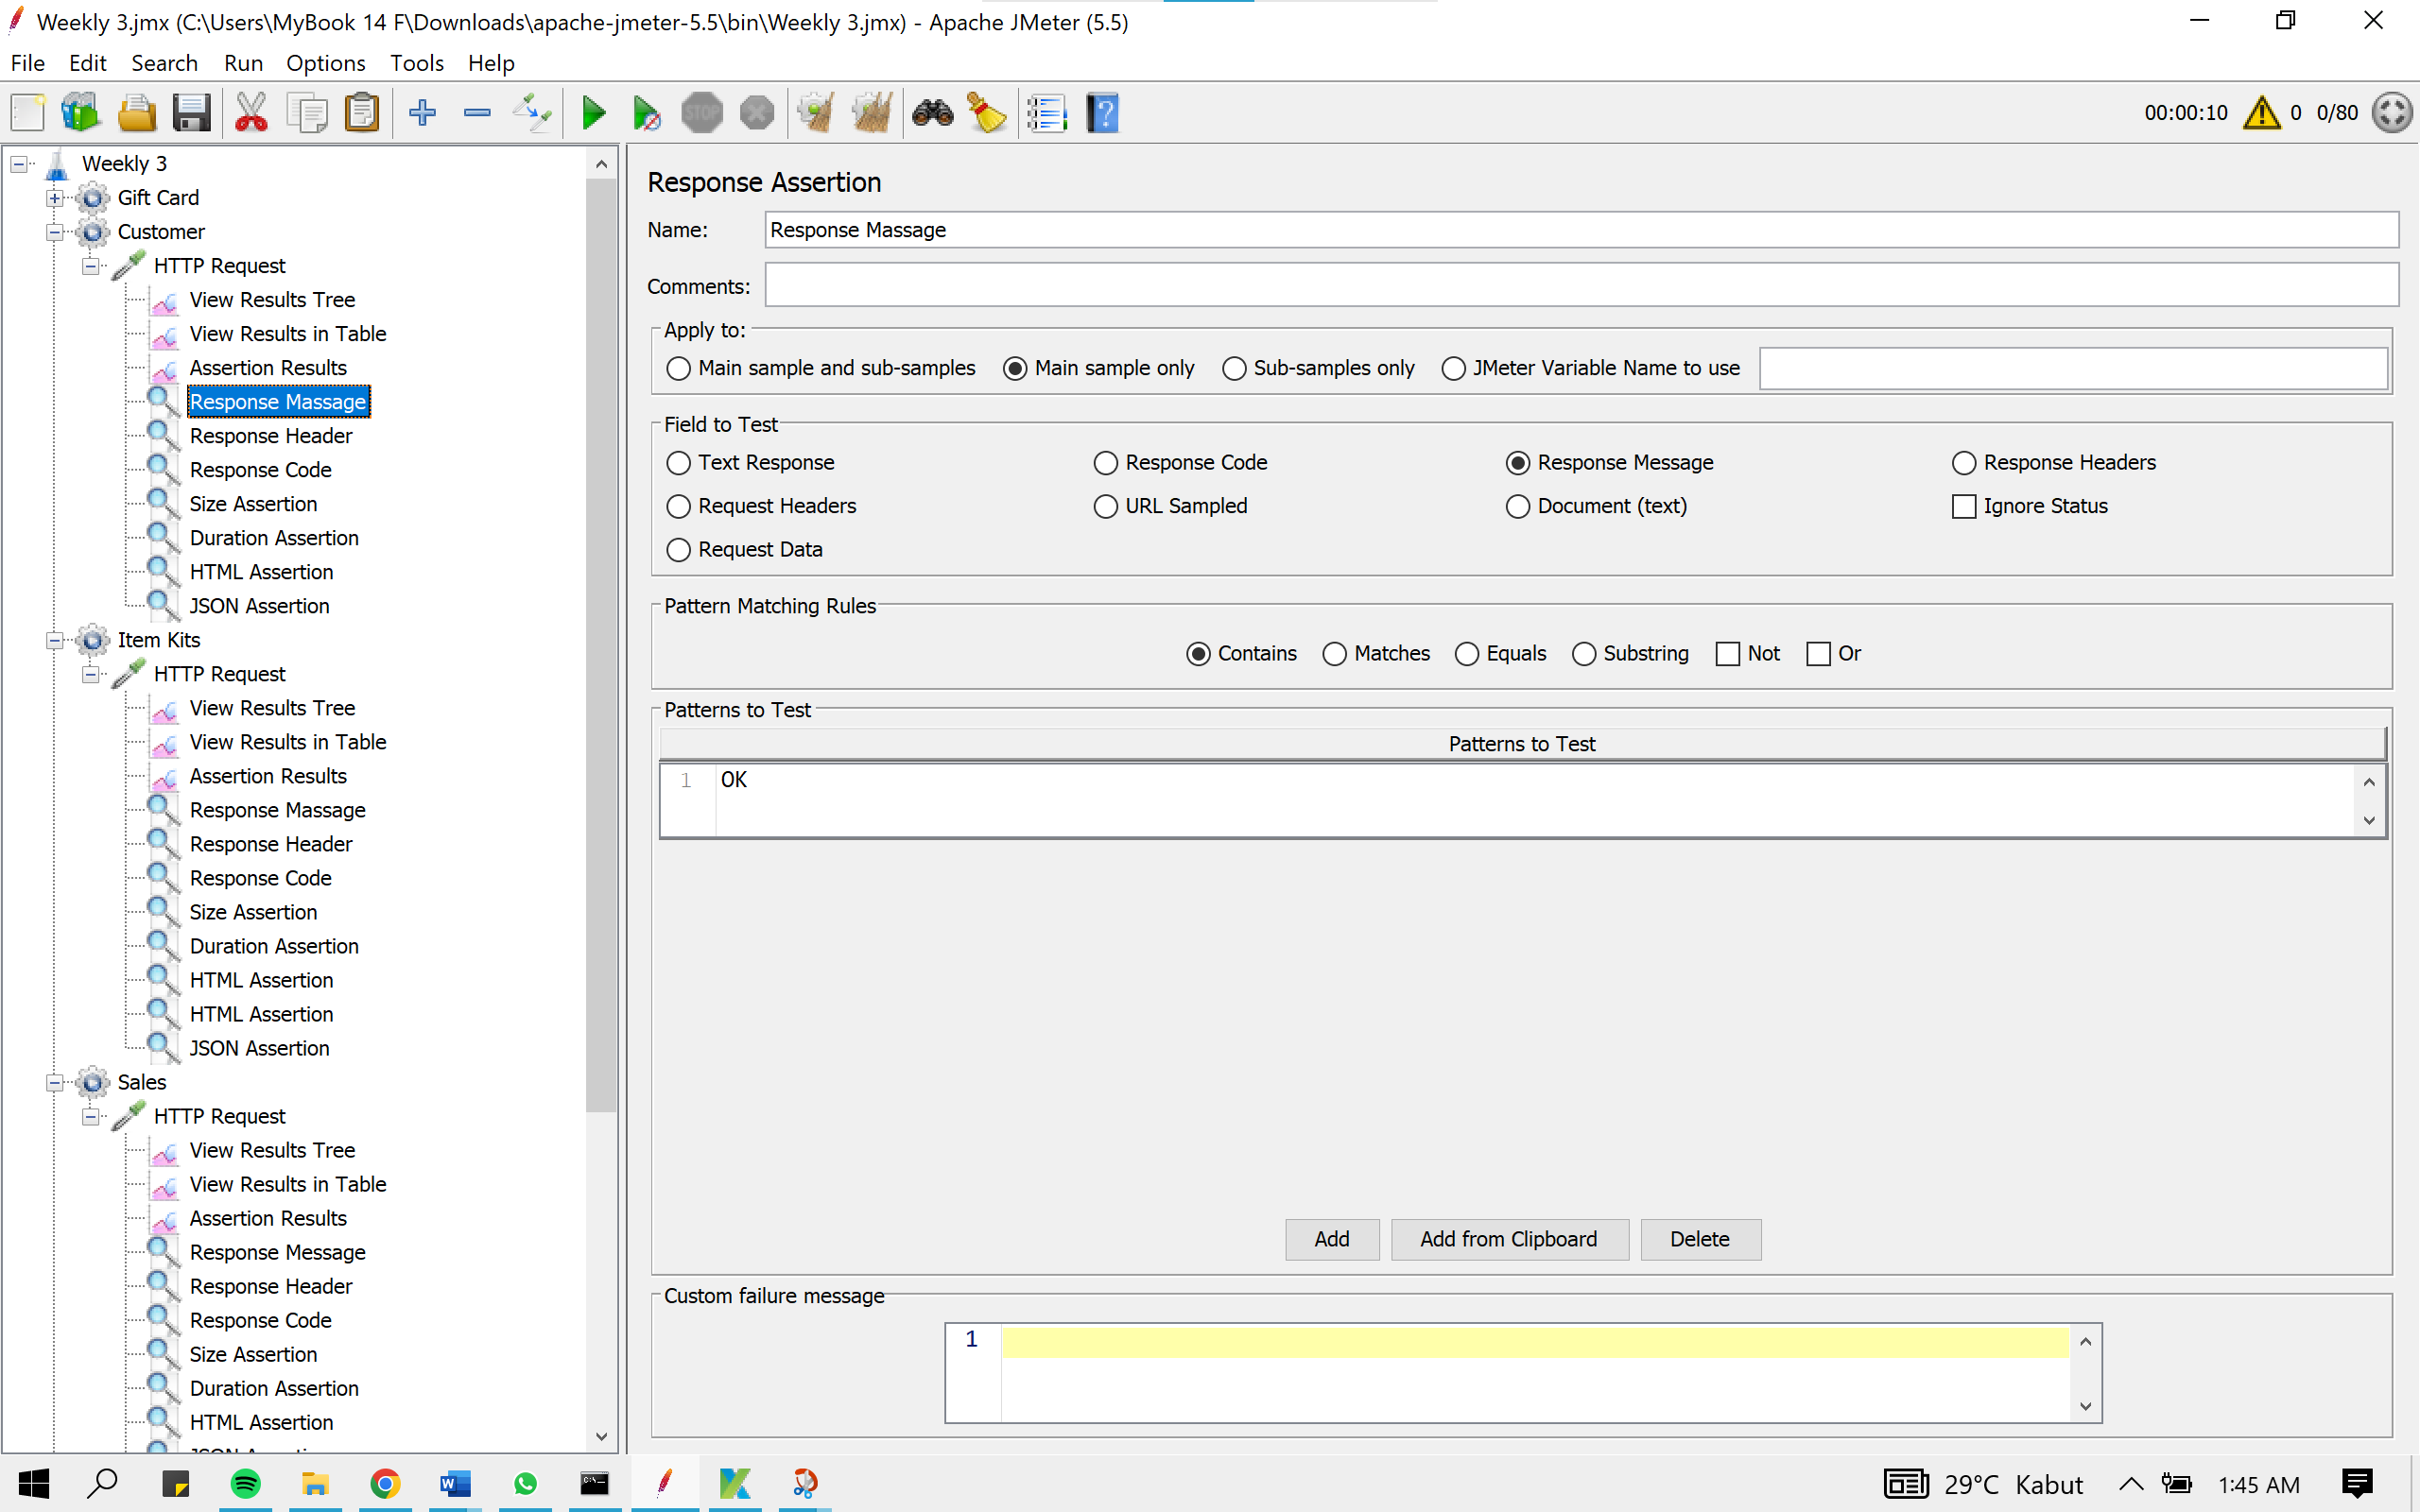 Weekly 3.jmx (C:\Users\MyBook 14 F\Downloads\apache-jmeter-5.5\bin\Weekly 3.jmx) - Apache JMeter (5.5)
File Edit Search Run Options Tools Help
STOP 00:00:10 0 0/80
Weekly 3
Gift Card
Customer
HTTP Request
View Results Tree
View Results in Table
Assertion Results
Response Massage
Response Header
Response Code
Size Assertion
Duration Assertion
HTML Assertion
JSON Assertion
Item Kits
HTTP Request
View Results Tree
View Results in Table
Assertion Results
Response Massage
Response Header
Response Code
Size Assertion
Duration Assertion
HTML Assertion
HTML Assertion
JSON Assertion
Sales
HTTP Request
View Results Tree
View Results in Table
Assertion Results
Response Message
Response Header
Response Code
Size Assertion
Duration Assertion
HTML Assertion
Response Assertion
Name: Response Massage
Comments:
Apply to:
Main sample and sub-samples Main sample only Sub-samples only JMeter Variable Name to use
Field to Test
Text Response Response Code Response Message Response Headers
Request Headers URL Sampled Document (text) Ignore Status
Request Data
Pattern Matching Rules
Contains Matches Equals Substring Not Or
Patterns to Test
Patterns to Test
1 OK
Add Add from Clipboard Delete
Custom failure message
1
29°C Kabut 1:45 AM